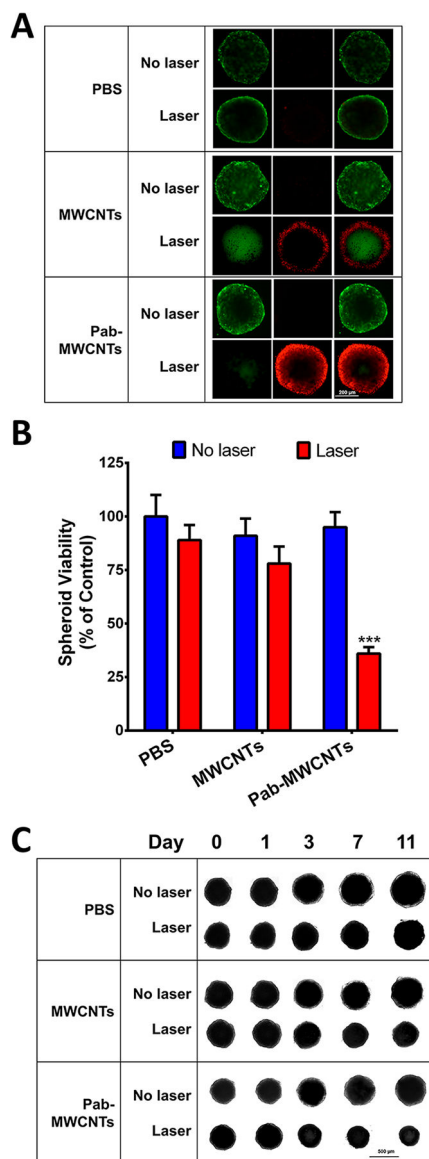 A
PBS
No laser
Laser
MWCNTs
No laser
Laser
Pab-
MWCNTs
No laser
Laser
200 µm
B
No laser
Laser
Spheroid Viability
(% of Control)
125
100
75
50
25
0
***
PBS
MWCNTs
Pab-MWCNTs
C
Day 0 1 3 7 11
PBS
No laser
Laser
MWCNTs
No laser
Laser
Pab-
MWCNTs
No laser
Laser
500 µm